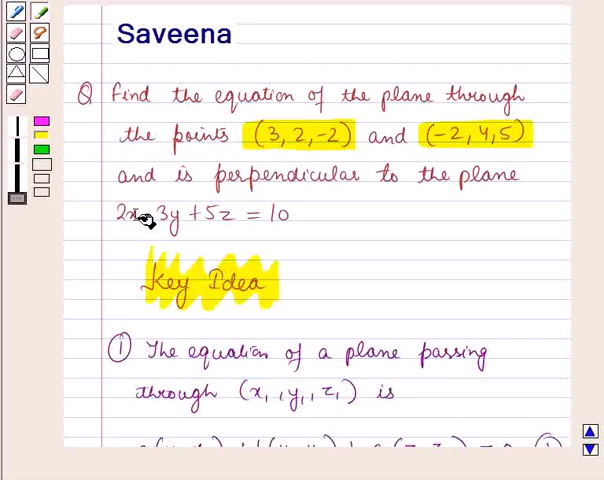 Saveena
Q Find the equation of the plane through
the points (3, 2, -2) and (-2, 4, 5)
and is perpendicular to the plane
2x 3y + 5z = 10
Key Idea
① The equation of a plane passing
through (x₁, y₁, z₁) is